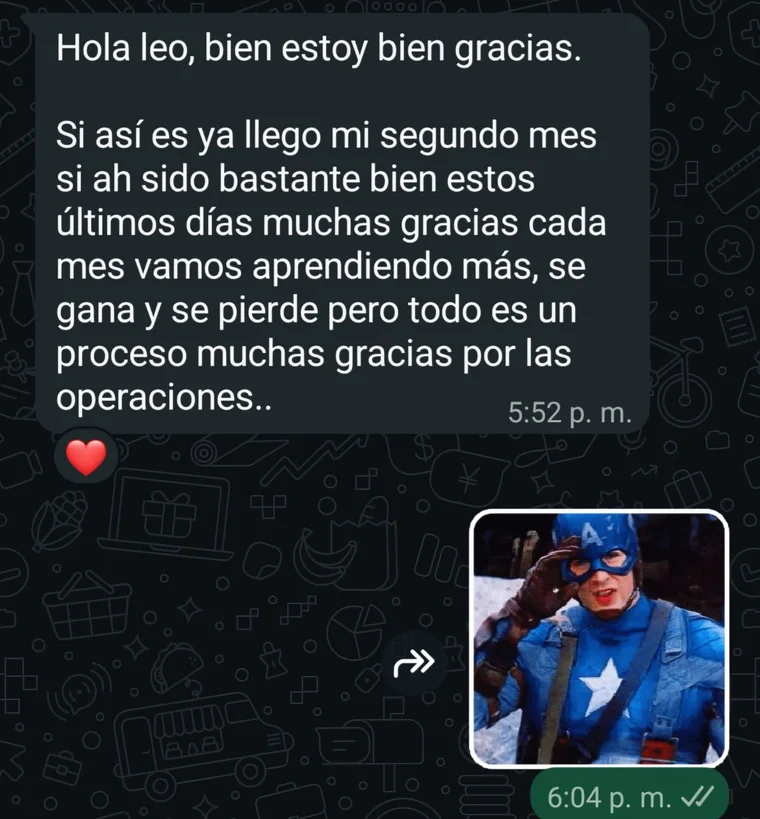 Hola leo, bien estoy bien gracias.
Si así es ya llego mi segundo mes
si ah sido bastante bien estos
últimos días muchas gracias cada
mes vamos aprendiendo más, se
gana y se pierde pero todo es un
proceso muchas gracias por las
operaciones..
5:52 p. m.
A
6:04 p. m.